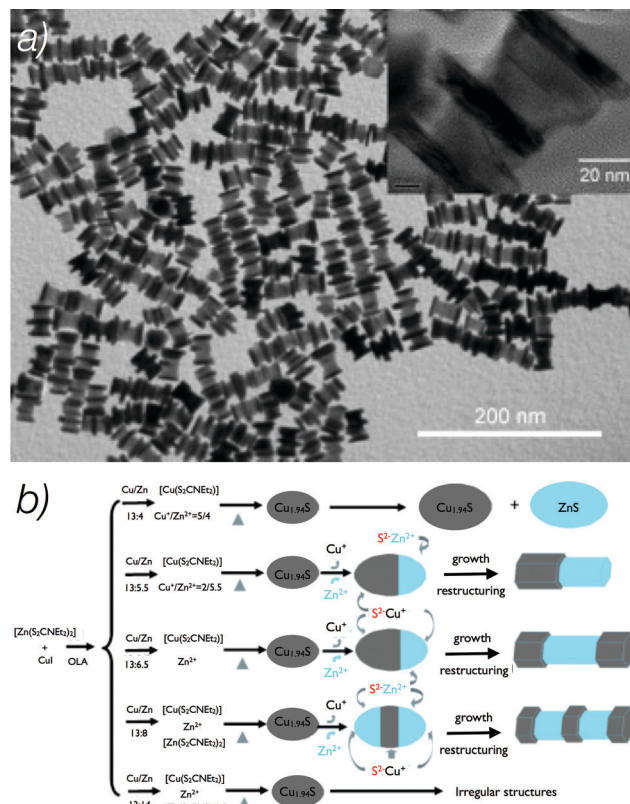 a)
20 nm
200 nm
b)
[Zn(S₂CNEt₂)₂]
+
CuI
OLA
Cu/Zn
13:4
[Cu(S₂CNEt₂)]
Cu⁺/Zn²⁺=5/4
Cu₁.₉₄S
Cu₁.₉₄S
+
ZnS
Cu/Zn
13:5.5
[Cu(S₂CNEt₂)]
Cu⁺/Zn²⁺=2/5.5
Cu₁.₉₄S
Cu⁺
Zn²⁺
S²⁻Zn²⁺
growth
restructuring
S²⁻Cu⁺
Cu/Zn
13:6.5
[Cu(S₂CNEt₂)]
Zn²⁺
Cu₁.₉₄S
Cu⁺
Zn²⁺
growth
restructuring
S²⁻Zn²⁺
Cu/Zn
13:8
[Cu(S₂CNEt₂)]
Zn²⁺
[Zn(S₂CNEt₂)₂]
Cu₁.₉₄S
Cu⁺
Zn²⁺
growth
restructuring
S²⁻Cu⁺
Cu/Zn
[Cu(S₂CNEt₂)]
Zn²⁺
Cu₁.₉₄S
Irregular structures